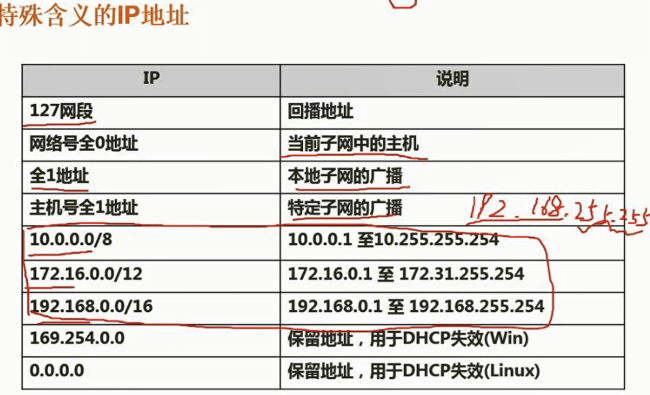 特殊含义的IP地址
IP 说明
127网段 回播地址
网络号全0地址 当前子网中的主机
全1地址 本地子网的广播
主机号全1地址 特定子网的广播
192.168.255.255
10.0.0.0/8 10.0.0.1 至10.255.255.254
172.16.0.0/12 172.16.0.1 至 172.31.255.254
192.168.0.0/16 192.168.0.1 至 192.168.255.254
169.254.0.0 保留地址，用于DHCP失效(Win)
0.0.0.0 保留地址，用于DHCP失效(Linux)